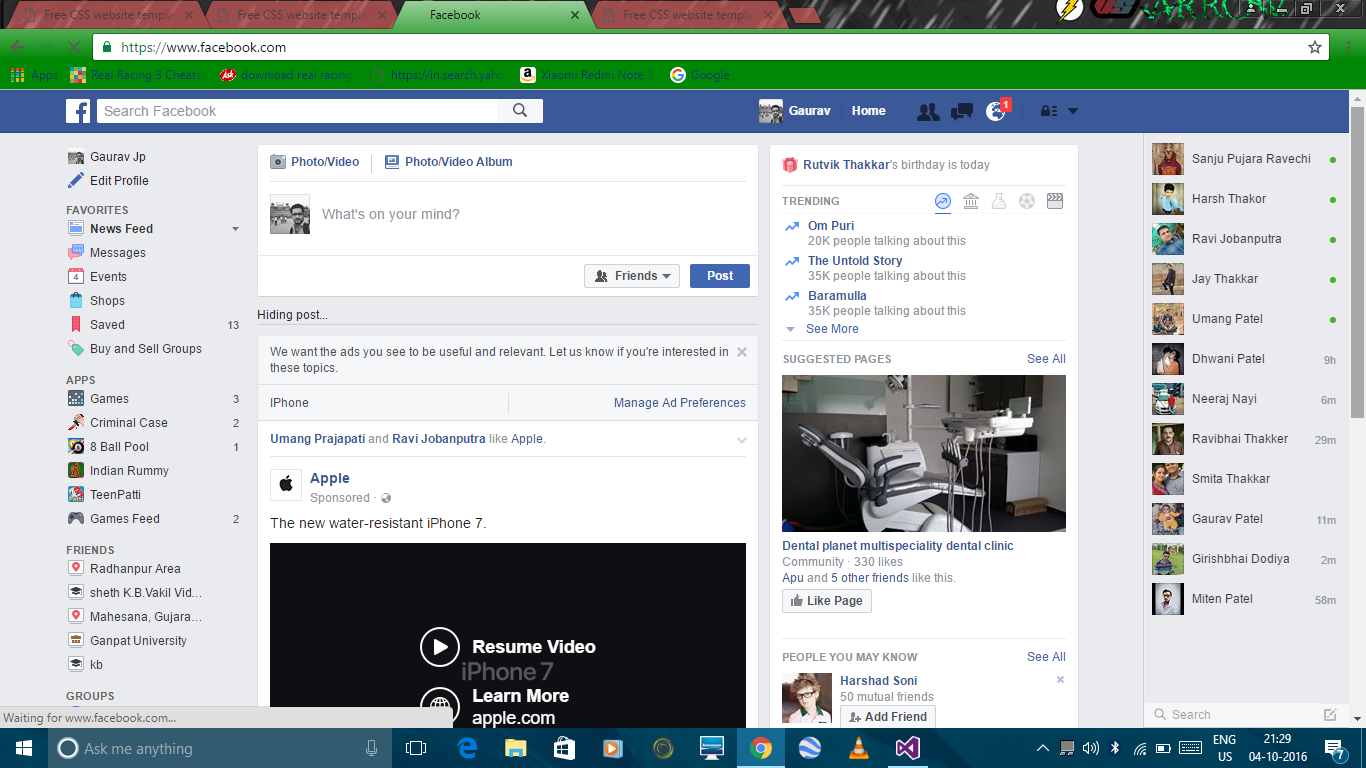 Free CSS website templa
Free CSS website templa
Facebook
Free CSS website templa
https://www.facebook.com
Apps
Real Racing 3 Cheats
download real racing
https://in.search.yaho
Xiaomi Redmi Note 3
Google
Search Facebook
Gaurav
Home
1
Gaurav Jp
Edit Profile
FAVORITES
News Feed
Messages
4
Events
Shops
Saved 13
Buy and Sell Groups
APPS
Games 3
Criminal Case 2
8 Ball Pool 1
Indian Rummy
TeenPatti
Games Feed 2
FRIENDS
Radhanpur Area
sheth K.B.Vakil Vid...
Mahesana, Gujara...
Ganpat University
kb
GROUPS
Waiting for www.facebook.com...
Photo/Video
Photo/Video Album
What's on your mind?
Friends
Post
Hiding post...
We want the ads you see to be useful and relevant. Let us know if you're interested in
these topics.
IPhone
Manage Ad Preferences
Umang Prajapati and Ravi Jobanputra like Apple.
Apple
Sponsored ·
The new water-resistant iPhone 7.
Resume Video
iPhone 7
Learn More
apple.com
Rutvik Thakkar's birthday is today
TRENDING
Om Puri
20K people talking about this
The Untold Story
35K people talking about this
Baramulla
35K people talking about this
See More
SUGGESTED PAGES
See All
Dental planet multispeciality dental clinic
Community · 330 likes
Apu and 5 other friends like this.
Like Page
PEOPLE YOU MAY KNOW
See All
Harshad Soni
50 mutual friends
Add Friend
Sanju Pujara Ravechi
Harsh Thakor
Ravi Jobanputra
Jay Thakkar
Umang Patel
Dhwani Patel 9h
Neeraj Nayi 6m
Ravibhai Thakker 29m
Smita Thakkar
Gaurav Patel 11m
Girishbhai Dodiya 2m
Miten Patel 58m
Search
Ask me anything
ENG
US
21:29
04-10-2016
7